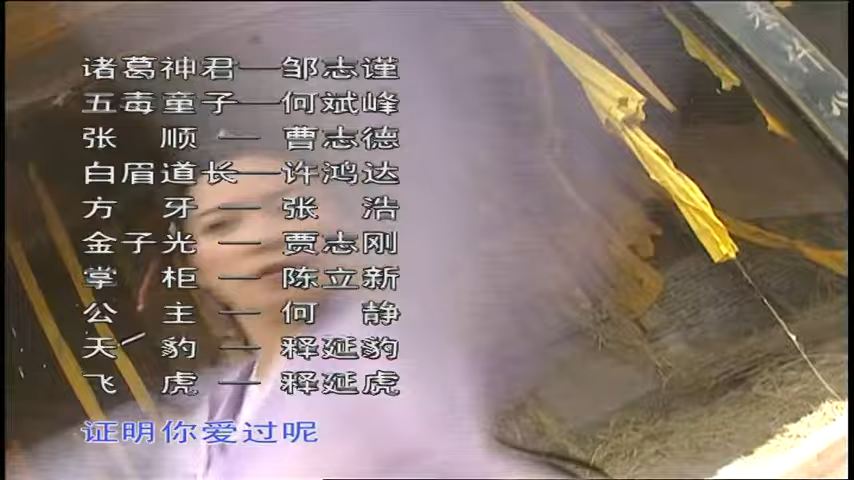 诸葛神君—邹志谨
五毒童子—何斌峰
张 顺 — 曹志德
白眉道长—许鸿达
方 牙 — 张 浩
金子光 — 贾志刚
掌 柜 — 陈立新
公 主 — 何 静
天 豹 — 释延豹
飞 虎 — 释延虎
证明你爱过呢